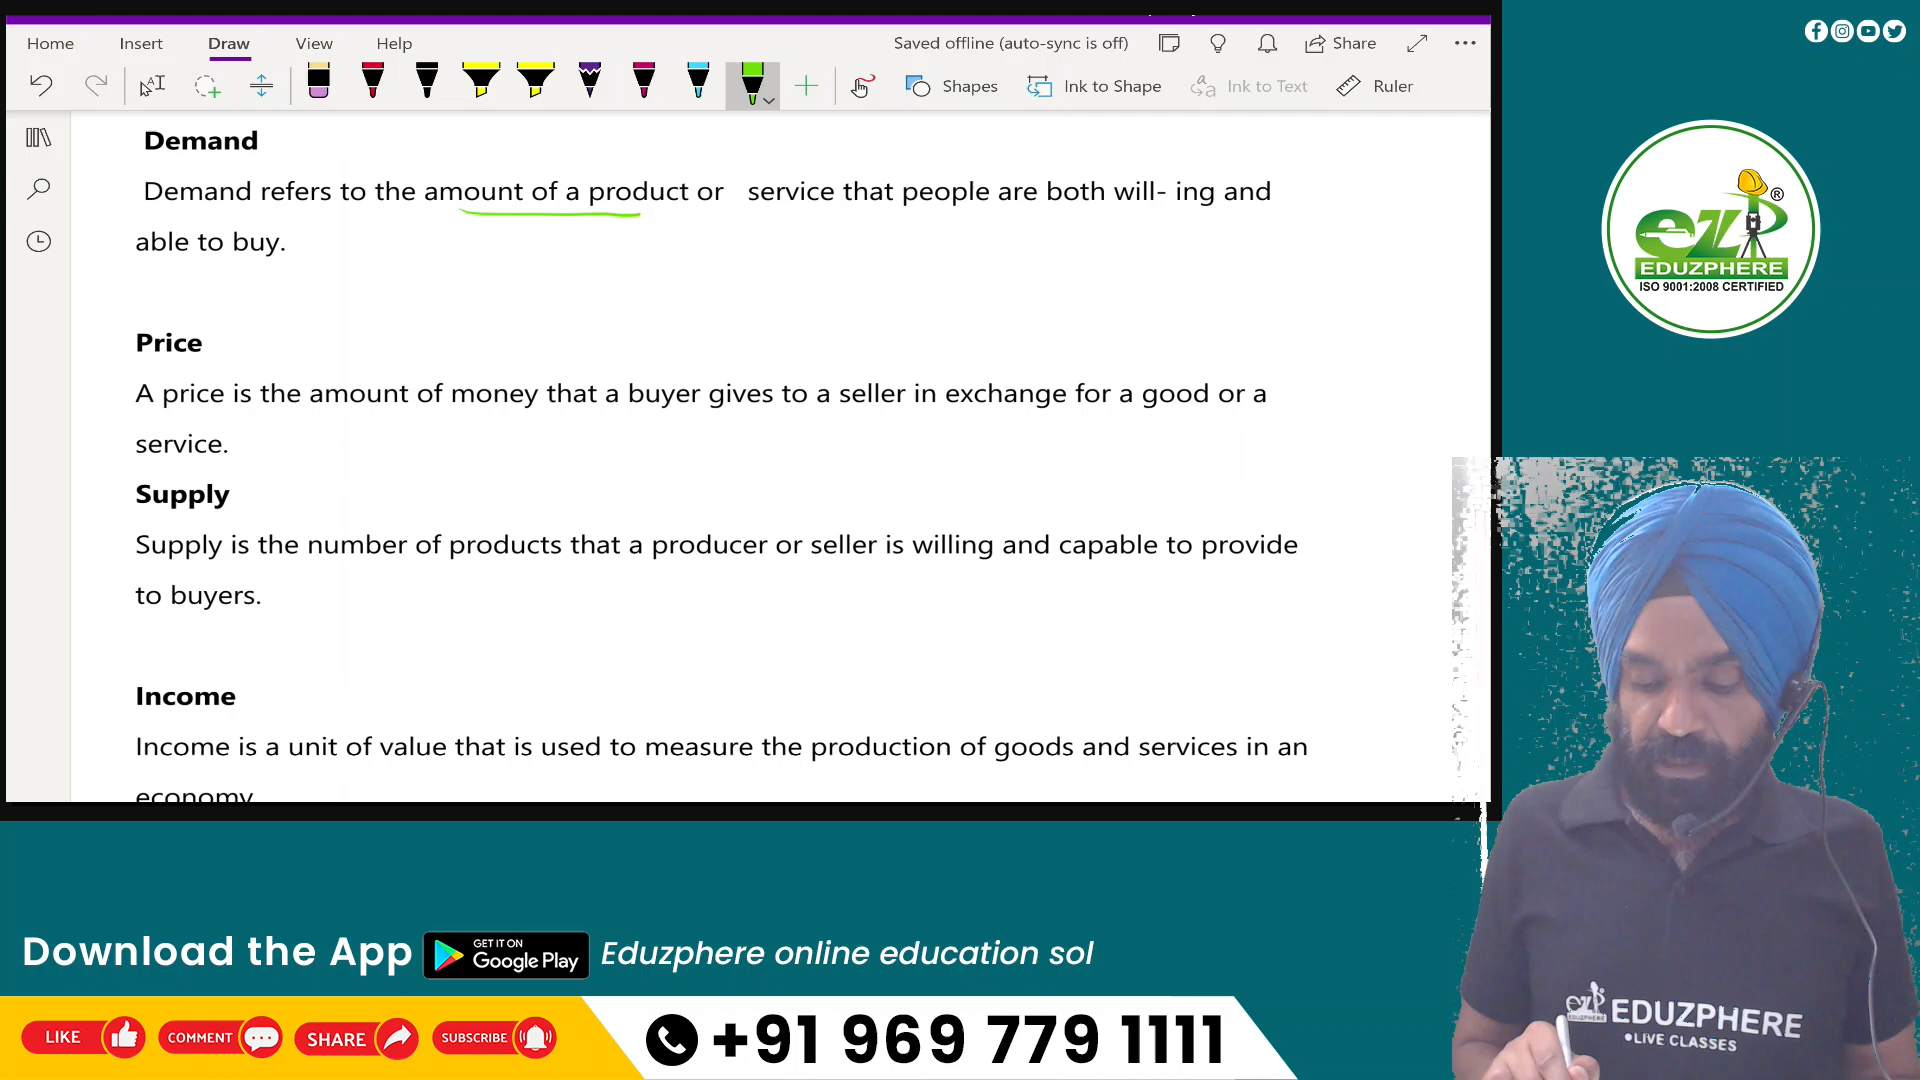 Home Insert Draw View Help Saved offline (auto-sync is off) Share
Shapes Ink to Shape Ink to Text Ruler
Demand
Demand refers to the amount of a product or service that people are both will- ing and
able to buy.
Price
A price is the amount of money that a buyer gives to a seller in exchange for a good or a
service.
Supply
Supply is the number of products that a producer or seller is willing and capable to provide
to buyers.
Income
Income is a unit of value that is used to measure the production of goods and services in an
economy
ezp ®
EDUZPHERE
ISO 9001:2008 CERTIFIED
EDUZPHERE
•LIVE CLASSES
Download the App GET IT ON Google Play Eduzphere online education sol
LIKE COMMENT SHARE SUBSCRIBE +91 969 779 1111